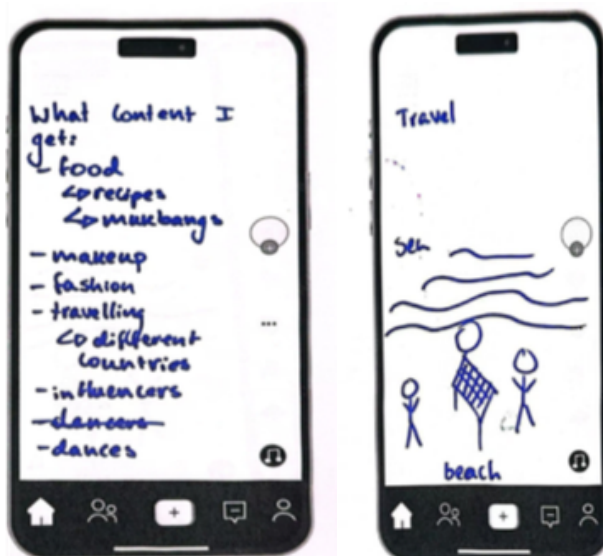 What content I
get:
- food
↳ recipes
↳ mukbangs
- makeup
- fashion
- travelling
↳ different
countries
- influencers
- dancers
- dances
Travel
sea
beach